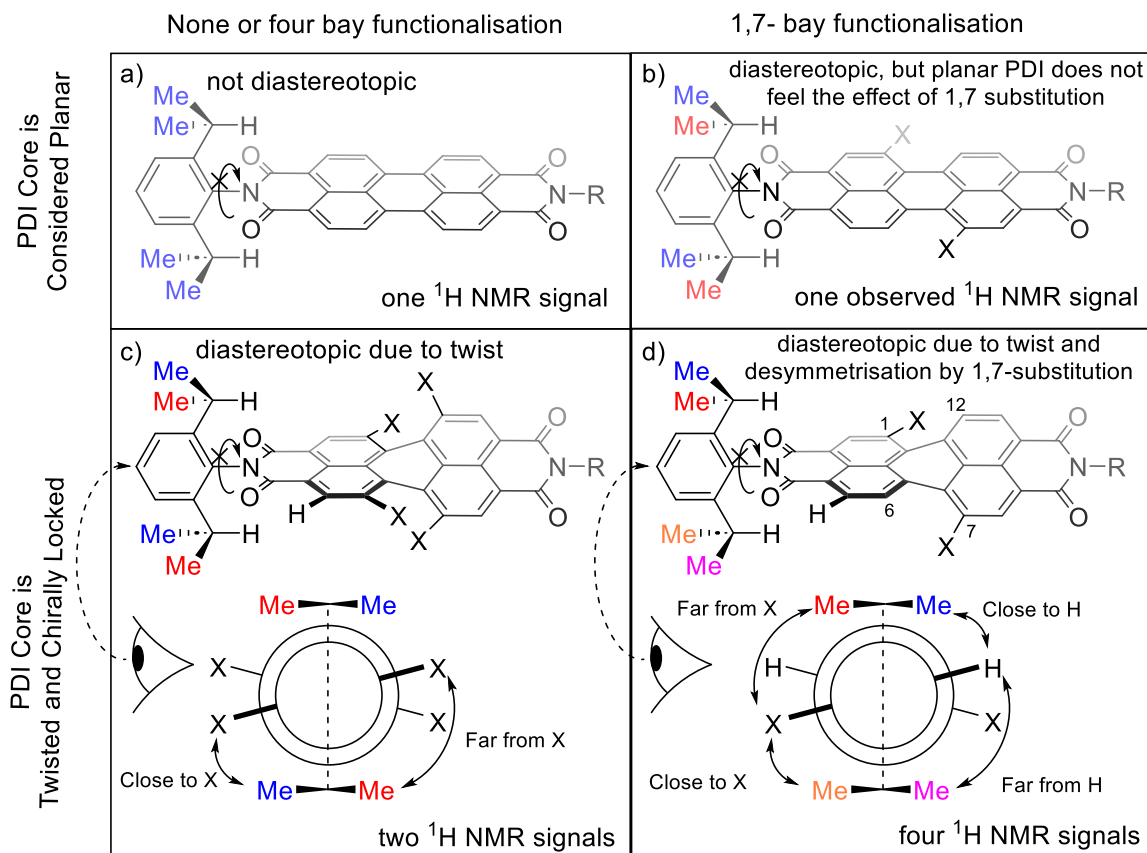 None or four bay functionalisation
1,7- bay functionalisation
PDI Core is
Considered Planar
a)
not diastereotopic
Me
Me
H
O
X
N
O
O
N
R
O
Me
H
Me
one ¹H NMR signal
b)
diastereotopic, but planar PDI does not
feel the effect of 1,7 substitution
Me
Me
H
X
O
X
N
O
O
N
R
O
X
Me
H
Me
one observed ¹H NMR signal
PDI Core is
Twisted and Chirally Locked
c)
diastereotopic due to twist
Me
Me
H
X
X
O
X
N
O
H
X
X
O
N
R
O
Me
H
Me
Me
Me
X
X
X
X
Far from X
Close to X
Me
Me
two ¹H NMR signals
d)
diastereotopic due to twist and
desymmetrisation by 1,7-substitution
Me
Me
H
1
X
12
O
X
N
O
H
6
7
X
O
N
R
O
Me
H
Me
Far from X
Me
Me
Close to H
H
H
X
X
Close to X
Me
Me
Far from H
four ¹H NMR signals